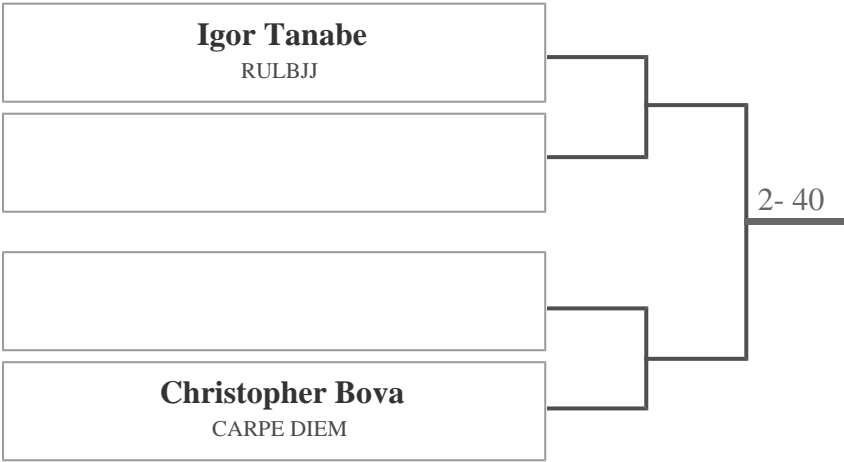 Igor Tanabe
RULBJJ
2- 40
Christopher Bova
CARPE DIEM